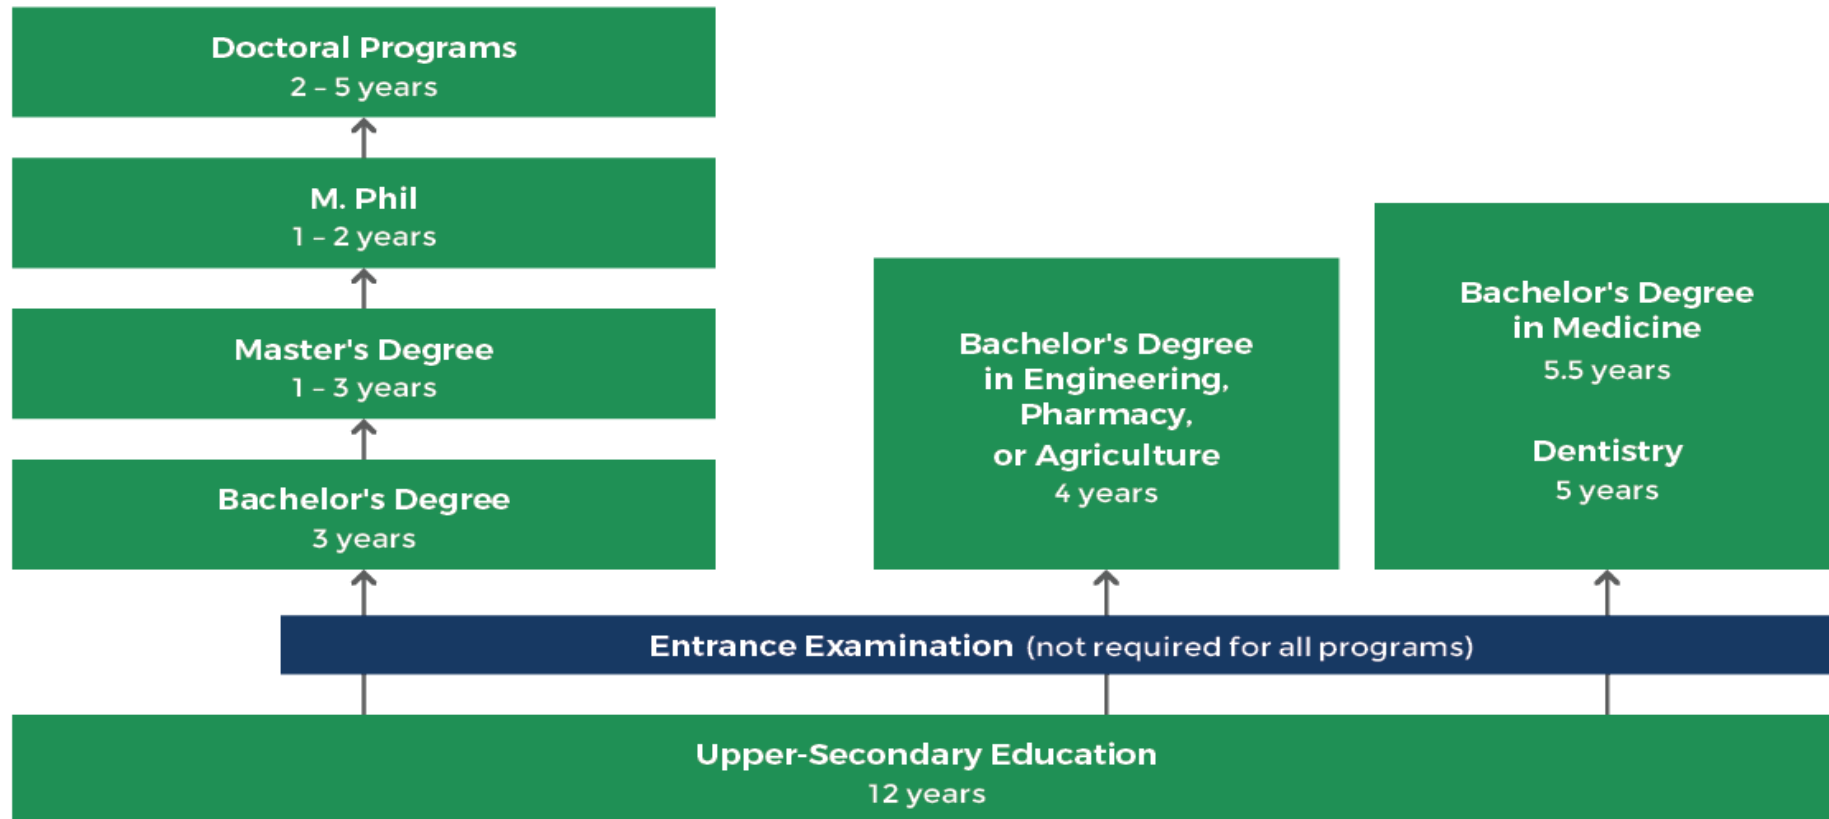 Doctoral Programs
2 – 5 years
M. Phil
1 – 2 years
Master's Degree
1 – 3 years
Bachelor's Degree
3 years
Bachelor's Degree
in Engineering,
Pharmacy,
or Agriculture
4 years
Bachelor's Degree
in Medicine
5.5 years
Dentistry
5 years
Entrance Examination (not required for all programs)
Upper-Secondary Education
12 years